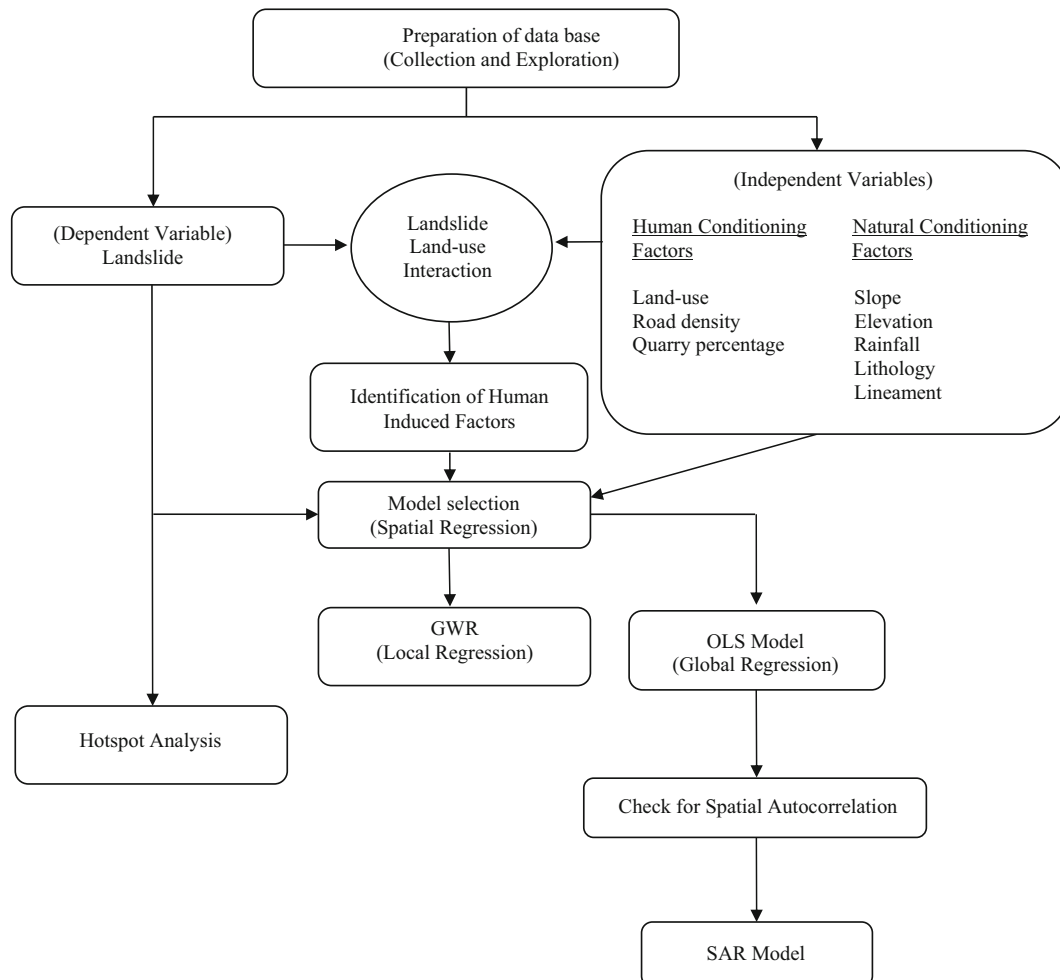 Preparation of data base
(Collection and Exploration)
(Dependent Variable)
Landslide
Landslide
Land-use
Interaction
(Independent Variables)
Human Conditioning
Factors
Land-use
Road density
Quarry percentage
Natural Conditioning
Factors
Slope
Elevation
Rainfall
Lithology
Lineament
Identification of Human
Induced Factors
Model selection
(Spatial Regression)
GWR
(Local Regression)
OLS Model
(Global Regression)
Hotspot Analysis
Check for Spatial Autocorrelation
SAR Model